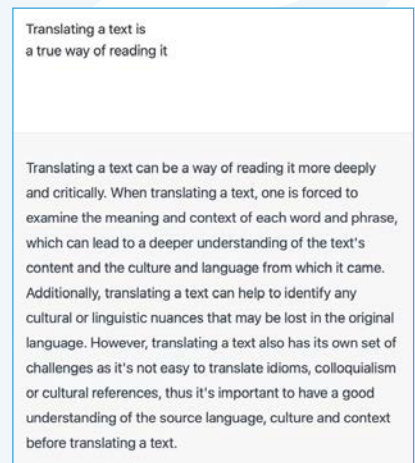 Translating a text is
a true way of reading it
Translating a text can be a way of reading it more deeply
and critically. When translating a text, one is forced to
examine the meaning and context of each word and phrase,
which can lead to a deeper understanding of the text's
content and the culture and language from which it came.
Additionally, translating a text can help to identify any
cultural or linguistic nuances that may be lost in the original
language. However, translating a text also has its own set of
challenges as it's not easy to translate idioms, colloquialism
or cultural references, thus it's important to have a good
understanding of the source language, culture and context
before translating a text.